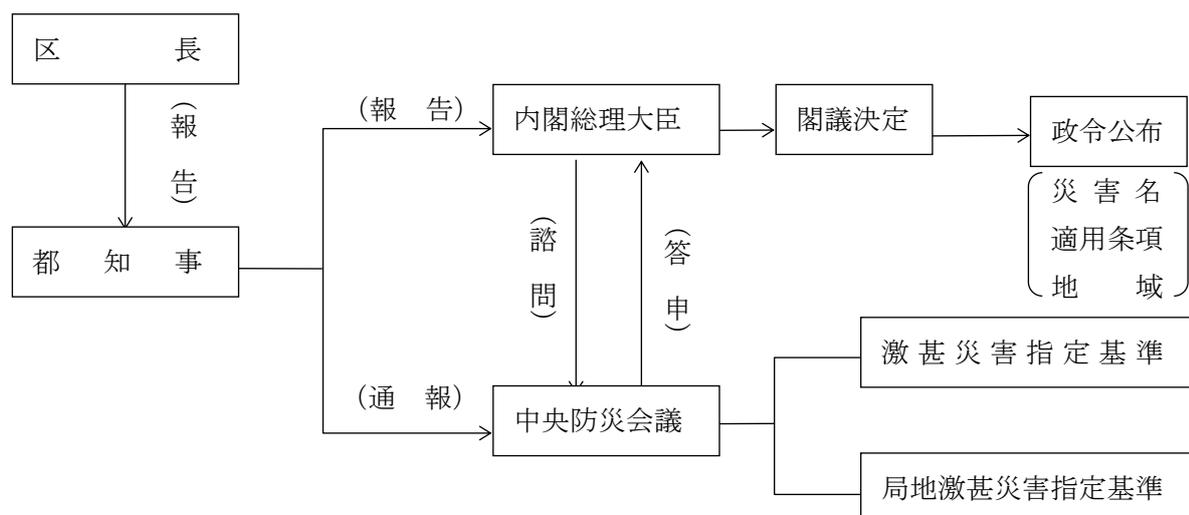 区長
（報告）
都知事
（報告）
内閣総理大臣
閣議決定
政令公布
災害名
適用条項
地域
（諮問）
（答申）
（通報）
中央防災会議
激甚災害指定基準
局地激甚災害指定基準